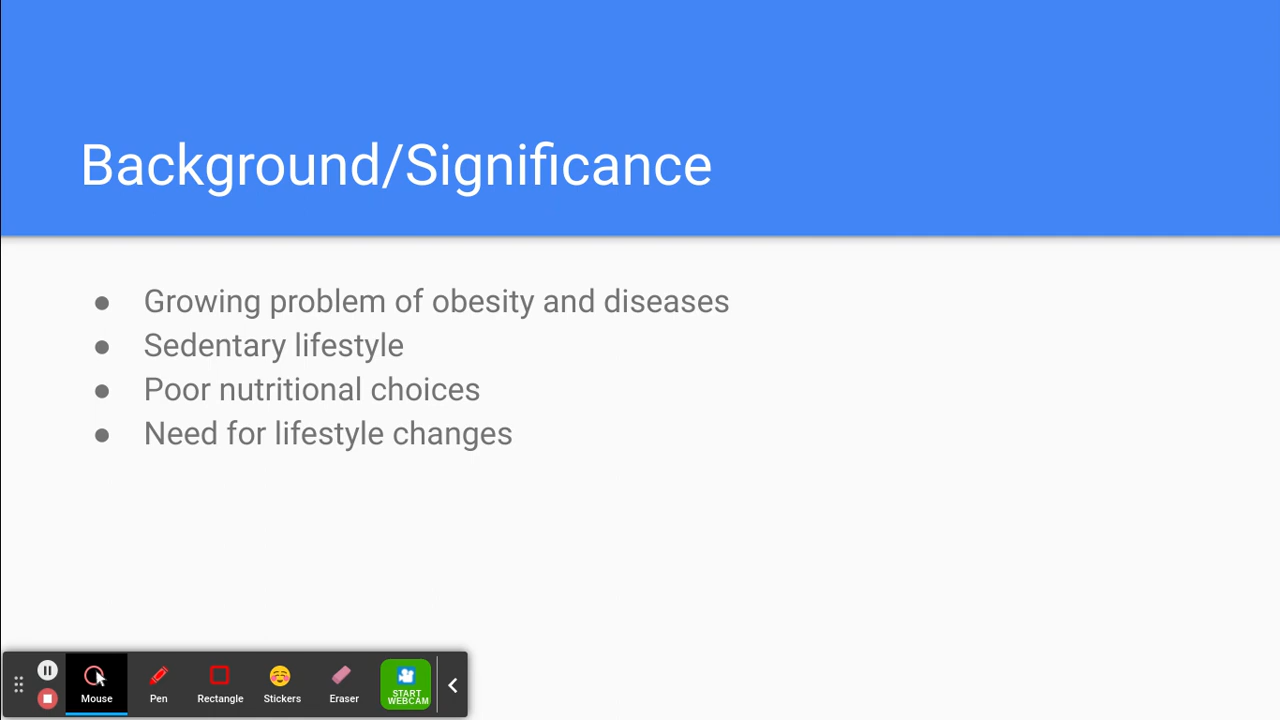 Background/Significance
● Growing problem of obesity and diseases
● Sedentary lifestyle
● Poor nutritional choices
● Need for lifestyle changes
Mouse Pen Rectangle Stickers Eraser START
WEBCAM